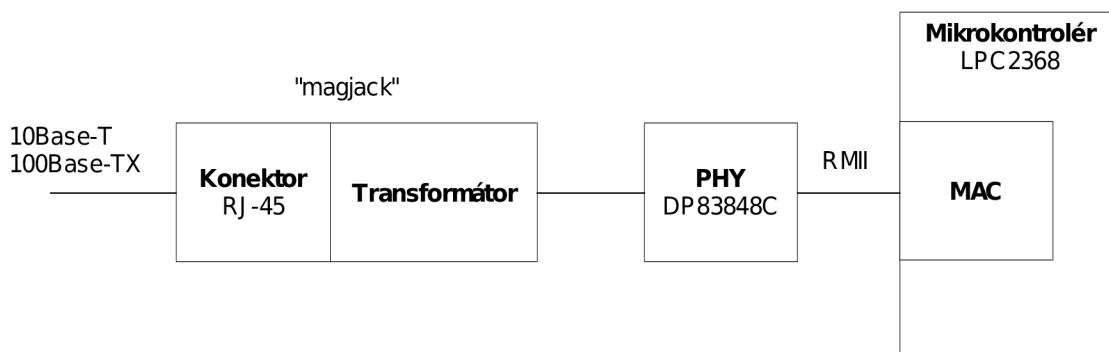 Mikrokontrolér
LPC2368
"magjack"
10Base-T
100Base-TX
Konektor
RJ-45
Transformátor
PHY
DP83848C
RMII
MAC